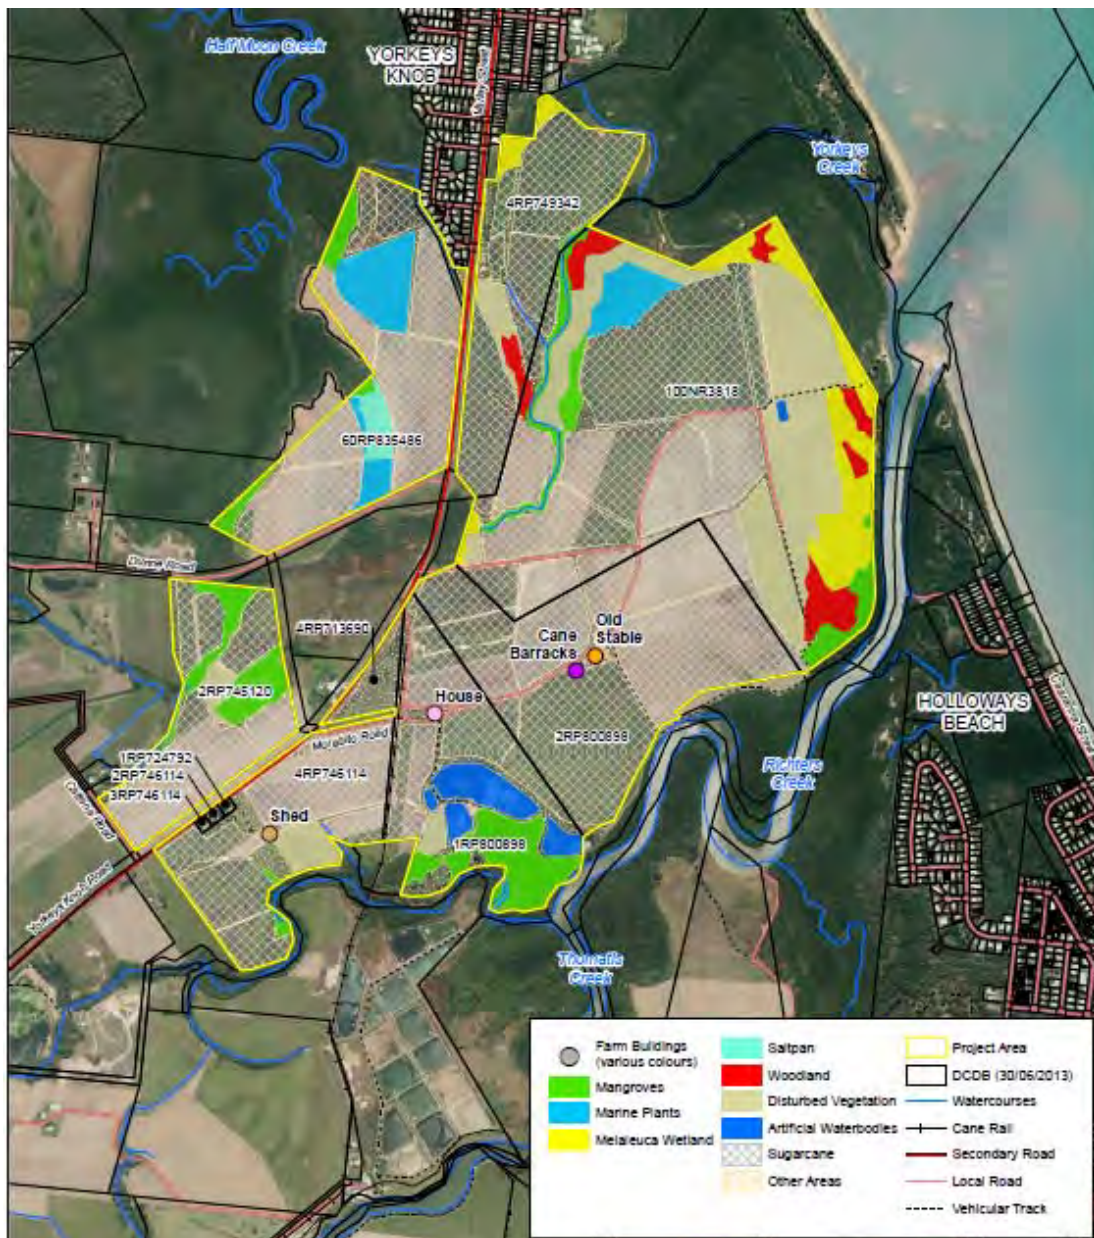 Half Moon Creek
YORKEYS
KNOB
Yorkeys
Creek
4RP749342
100NR3818
60RP835486
Dunne Road
4RP713690
Old
Stable
Cane
Barracks
2RP745120
House
HOLLOWAYS
BEACH
Morabito Road
2RP800898
1RP724792
2RP746114
3RP746114
4RP746114
Richters
Creek
Shed
1RP800898
Yorkeys Knob Road
Thomatis
Creek
Farm Buildings
(various colours)
Mangroves
Marine Plants
Melaleuca Wetland
Saltpan
Woodland
Disturbed Vegetation
Artificial Waterbodies
Sugarcane
Other Areas
Project Area
DCDB (30/06/2013)
Watercourses
Cane Rail
Secondary Road
Local Road
Vehicular Track